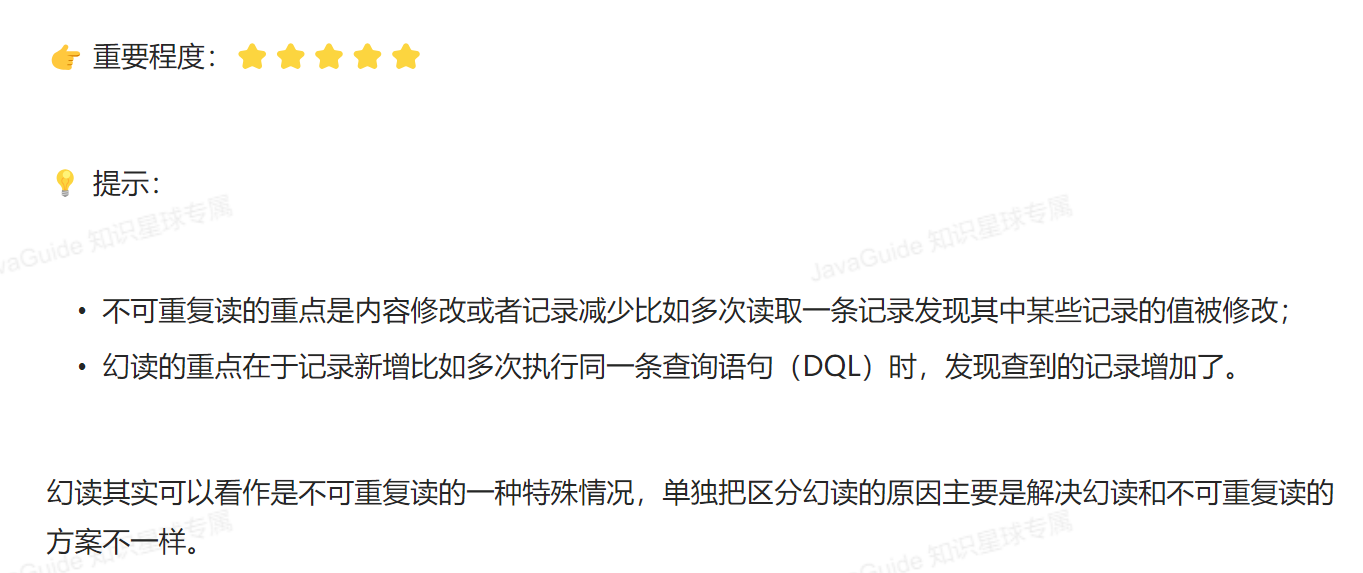 👉 重要程度：⭐⭐⭐⭐⭐
💡 提示：
JavaGuide 知识星球专属
JavaGuide 知识星球专属
• 不可重复读的重点是内容修改或者记录减少比如多次读取一条记录发现其中某些记录的值被修改；
• 幻读的重点在于记录新增比如多次执行同一条查询语句（DQL）时，发现查到的记录增加了。
幻读其实可以看作是不可重复读的一种特殊情况，单独把区分幻读的原因主要是解决幻读和不可重复读的
方案不一样。
JavaGuide 知识星球专属
JavaGuide 知识星球专属